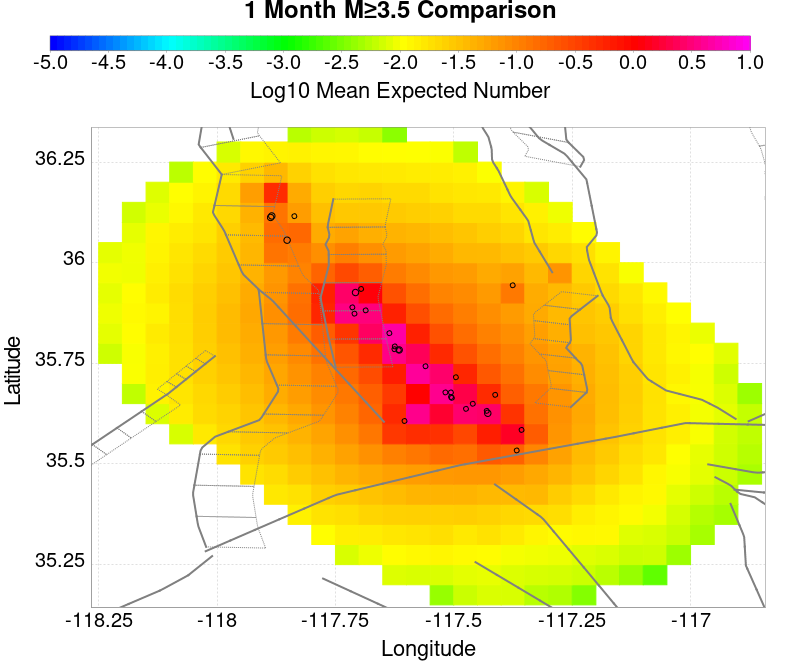 1 Month M≥3.5 Comparison
-5.0 -4.5 -4.0 -3.5 -3.0 -2.5 -2.0 -1.5 -1.0 -0.5 0.0 0.5 1.0
Log10 Mean Expected Number
36.25
36
35.75
35.5
35.25
Latitude
-118.25 -118 -117.75 -117.5 -117.25 -117
Longitude